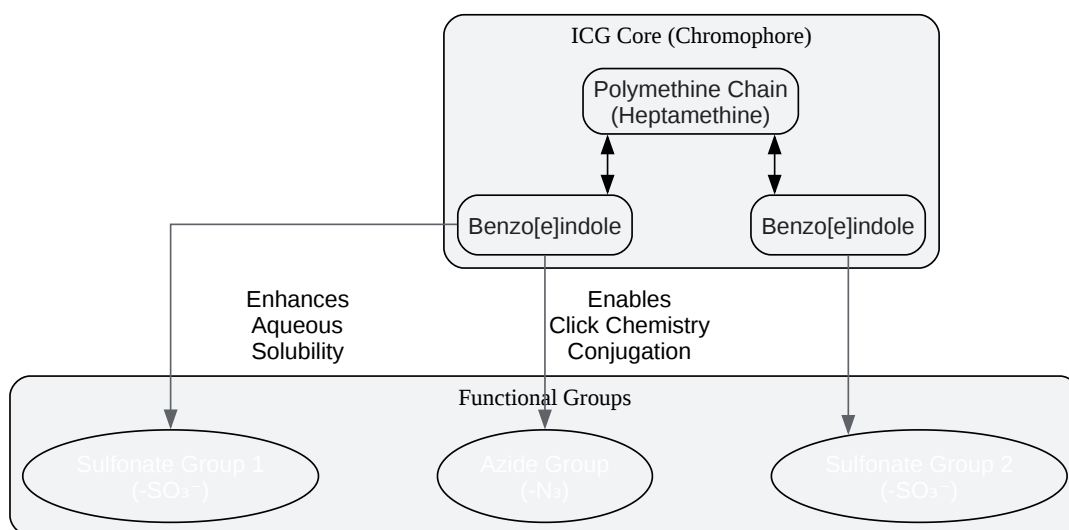 ICG Core (Chromophore)
Polymethine Chain
(Heptamethine)
Benzo[e]indole
Benzo[e]indole
Enhances
Aqueous
Solubility
Enables
Click Chemistry
Conjugation
Functional Groups
Sulfonate Group 1
(-SO₃⁻)
Azide Group
(-N₃)
Sulfonate Group 2
(-SO₃⁻)